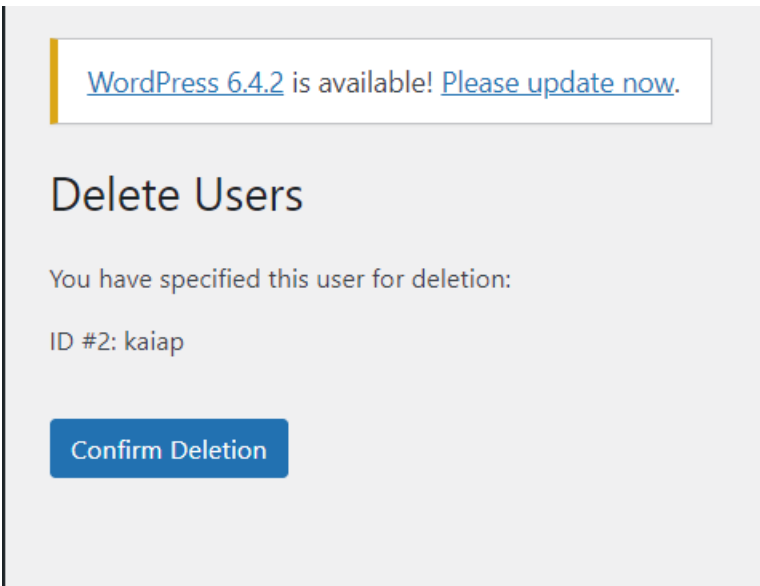 WordPress 6.4.2 is available! Please update now.
Delete Users
You have specified this user for deletion:
ID #2: kaiap
Confirm Deletion